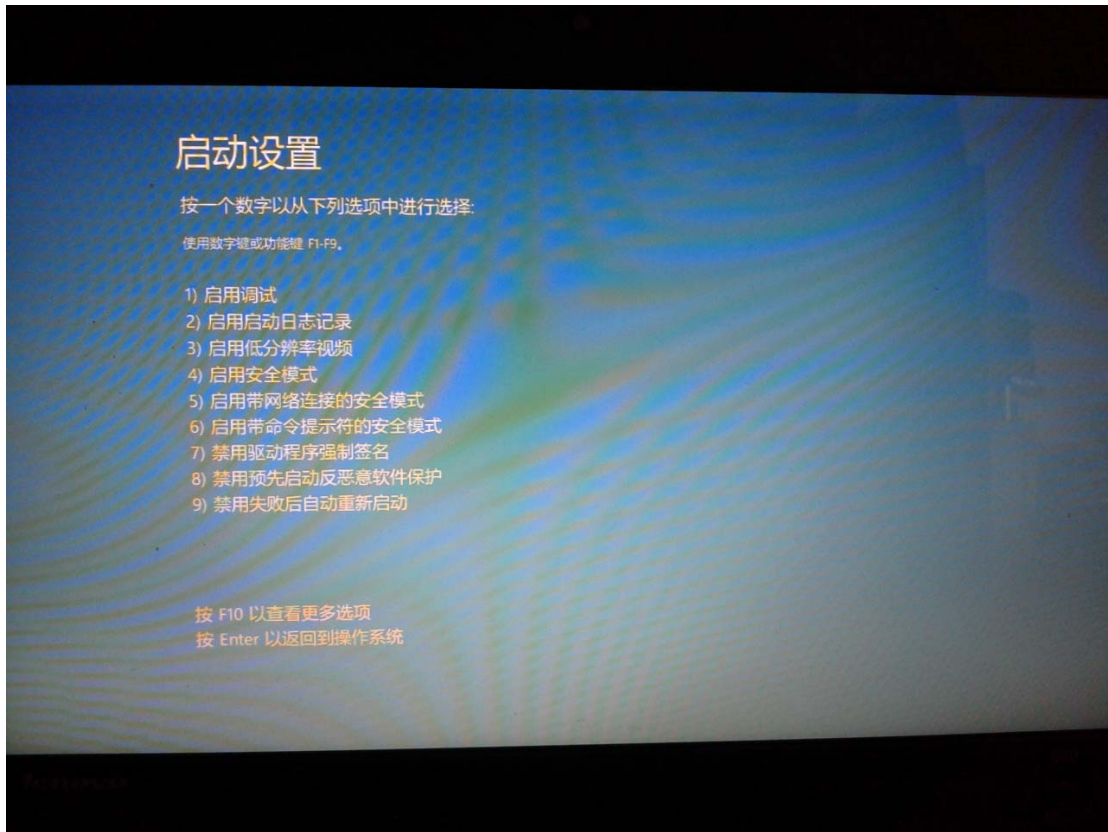 启动设置
按一个数字以从下列选项中进行选择:
使用数字键或功能键 F1-F9。
1) 启用调试
2) 启用启动日志记录
3) 启用低分辨率视频
4) 启用安全模式
5) 启用带网络连接的安全模式
6) 启用带命令提示符的安全模式
7) 禁用驱动程序强制签名
8) 禁用预先启动反恶意软件保护
9) 禁用失败后自动重新启动
按 F10 以查看更多选项
按 Enter 以返回到操作系统